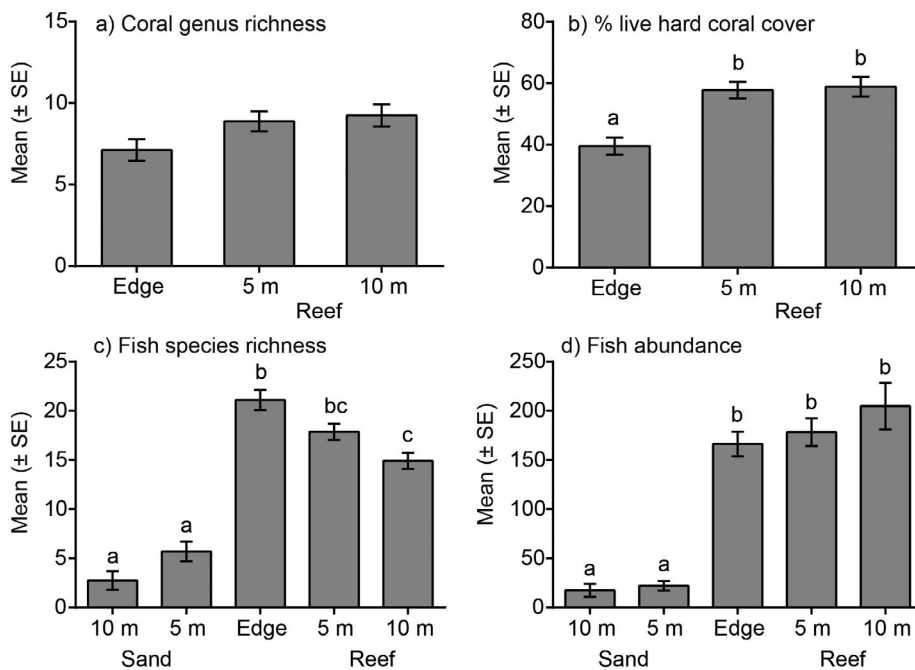 a) Coral genus richness
Mean (± SE)
15
10
5
0
Edge 5 m 10 m
Reef
b) % live hard coral cover
Mean (± SE)
80
60
40
20
0
a b b
Edge 5 m 10 m
Reef
c) Fish species richness
Mean (± SE)
25
20
15
10
5
0
a a b bc c
10 m 5 m Edge 5 m 10 m
Sand Reef
d) Fish abundance
Mean (± SE)
250
200
150
100
50
0
a a b b b
10 m 5 m Edge 5 m 10 m
Sand Reef